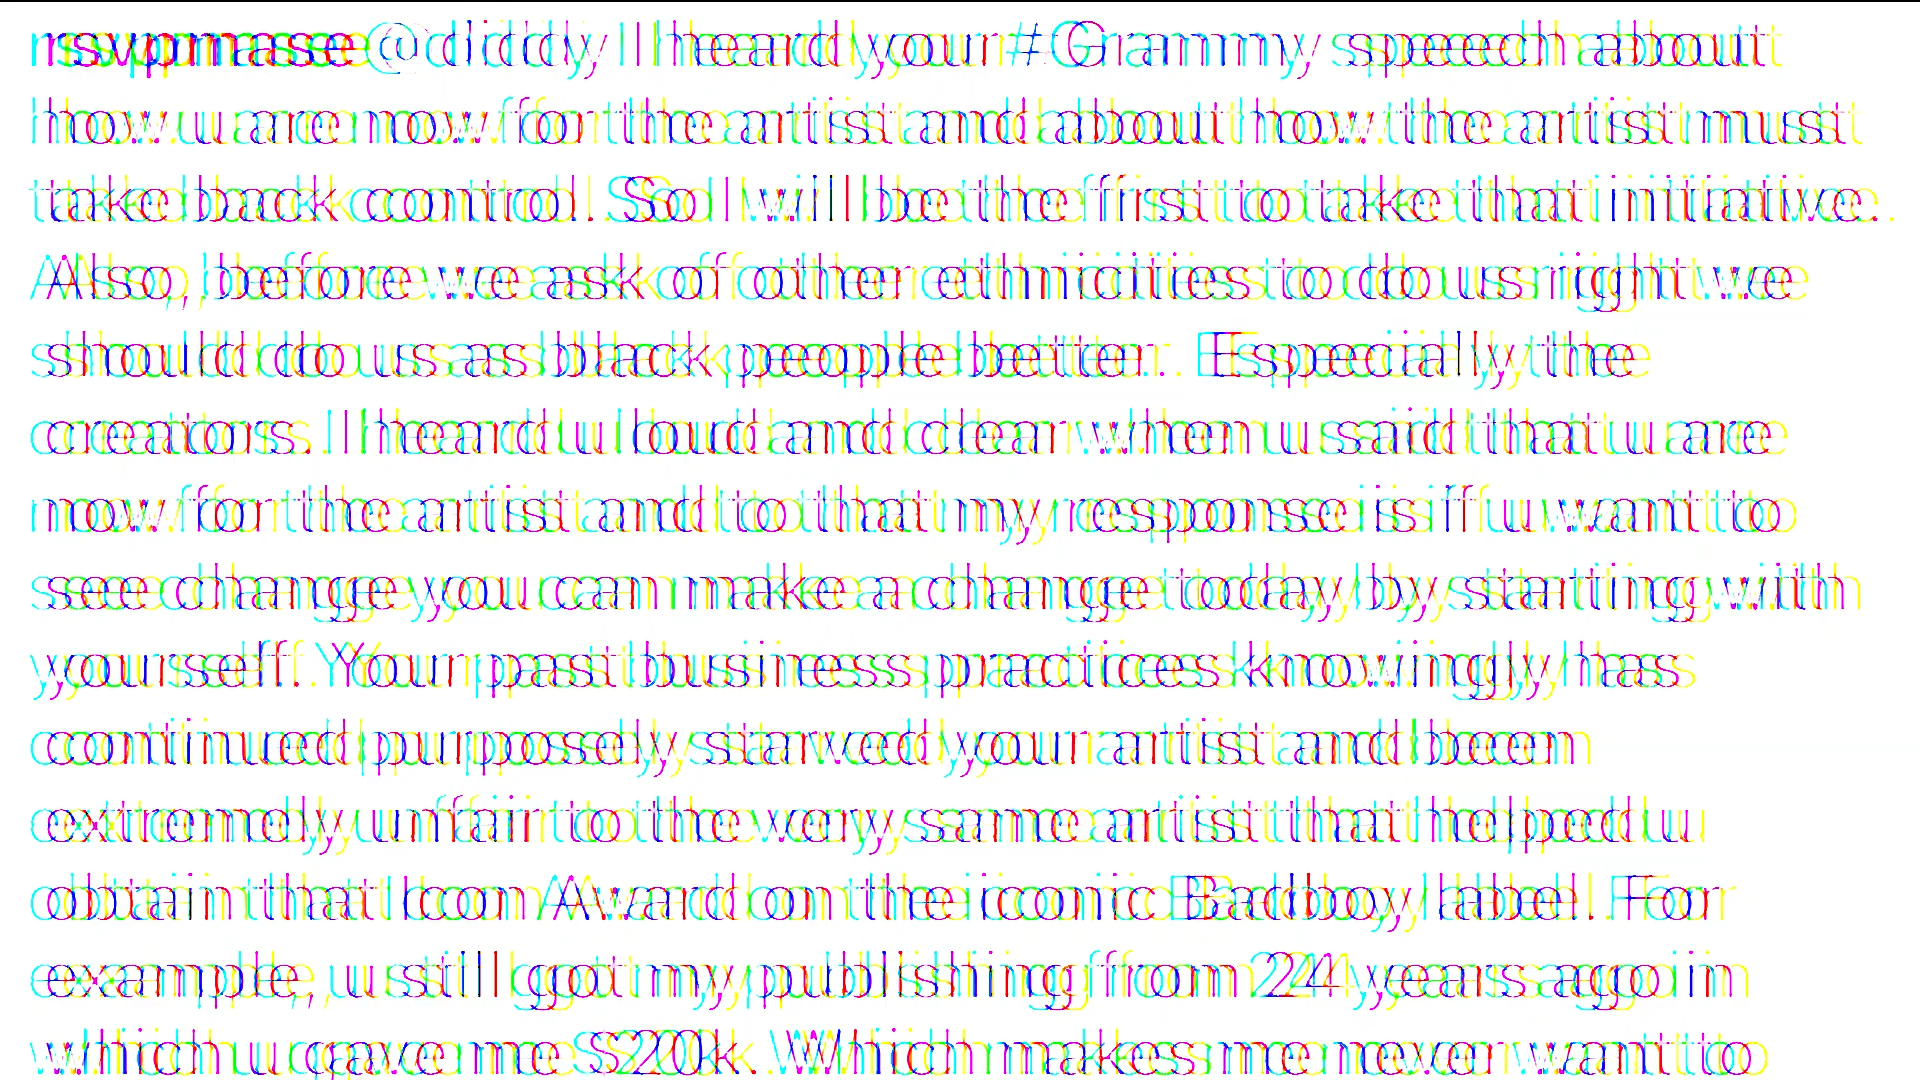 rsvpmase @diddy I heard your #Grammy speech about
how u are now for the artist and about how the artist must
take back control. So I will be the first to take that initiative.
Also, before we ask of other ethnicities to do us right we
should do us as black people better. Especially the
creators. I heard u loud and clear when u said that u are
now for the artist and to that my response is if u want to
see change you can make a change today by starting with
yourself. Your past business practices knowingly has
continued purposely starved your artist and been
extremely unfair to the very same artist that helped u
obtain that Icon Award on the iconic Badboy label. For
example, u still got my publishing from 24 years ago in
which u gave me $20k. Which makes me never want to